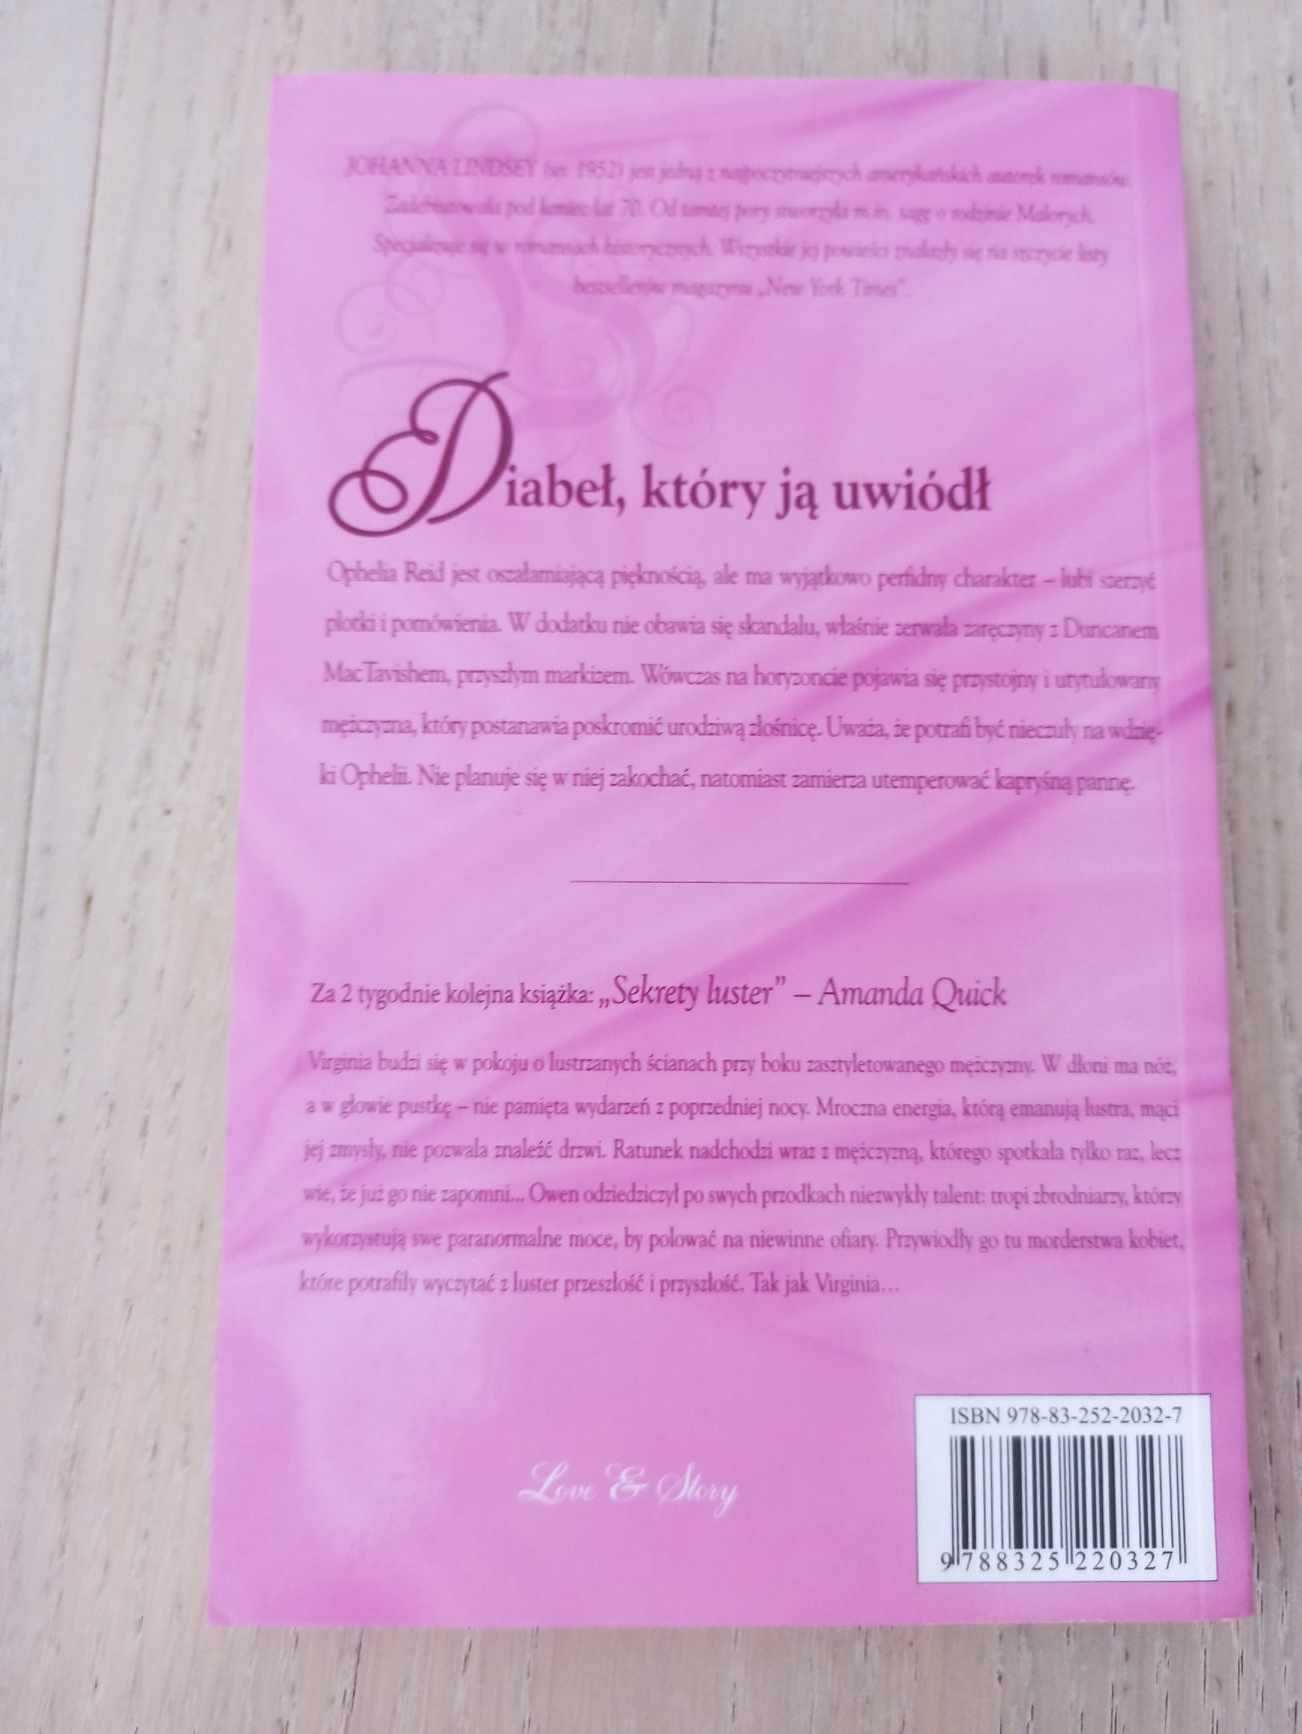 JOHANNA LINDSEY (ur. 1952) jest jedną z najpoczytniejszych amerykańskich autorek romansów.
Zadebiutowała pod koniec lat 70. Od tamtej pory stworzyła m.in. sagę o rodzinie Malorych.
Specjalizuje się w romansach historycznych. Wszystkie jej powieści znalazły się na szczycie listy
bestsellerów magazynu „New York Times”.
Diabeł, który ją uwiódł
Ophelia Reid jest oszałamiającą pięknością, ale ma wyjątkowo perfidny charakter – lubi szerzyć
plotki i pomówienia. W dodatku nie obawia się skandalu, właśnie zerwała zaręczyny z Duncanem
MacTavishem, przyszłym markizem. Wówczas na horyzoncie pojawia się przystojny i utytułowany
mężczyzna, który postanawia poskromić urodziwą złośnicę. Uważa, że potrafi być nieczuły na wdzię-
ki Ophelii. Nie planuje się w niej zakochać, natomiast zamierza utemperować kapryśną pannę.
Za 2 tygodnie kolejna książka: „Sekrety luster” – Amanda Quick
Virginia budzi się w pokoju o lustrzanych ścianach przy boku zasztyletowanego mężczyzny. W dłoni ma nóż,
a w głowie pustkę – nie pamięta wydarzeń z poprzedniej nocy. Mroczna energia, którą emanują lustra, mąci
jej zmysły, nie pozwala znaleźć drzwi. Ratunek nadchodzi wraz z mężczyzną, którego spotkała tylko raz, lecz
wie, że już go nie zapomni... Owen odziedziczył po swych przodkach niezwykły talent: tropi zbrodniarzy, którzy
wykorzystują swe paranormalne moce, by polować na niewinne ofiary. Przywiodły go tu morderstwa kobiet,
które potrafiły wyczytać z luster przeszłość i przyszłość. Tak jak Virginia...
Love & Story
ISBN 978-83-252-2032-7
9 788325 220327